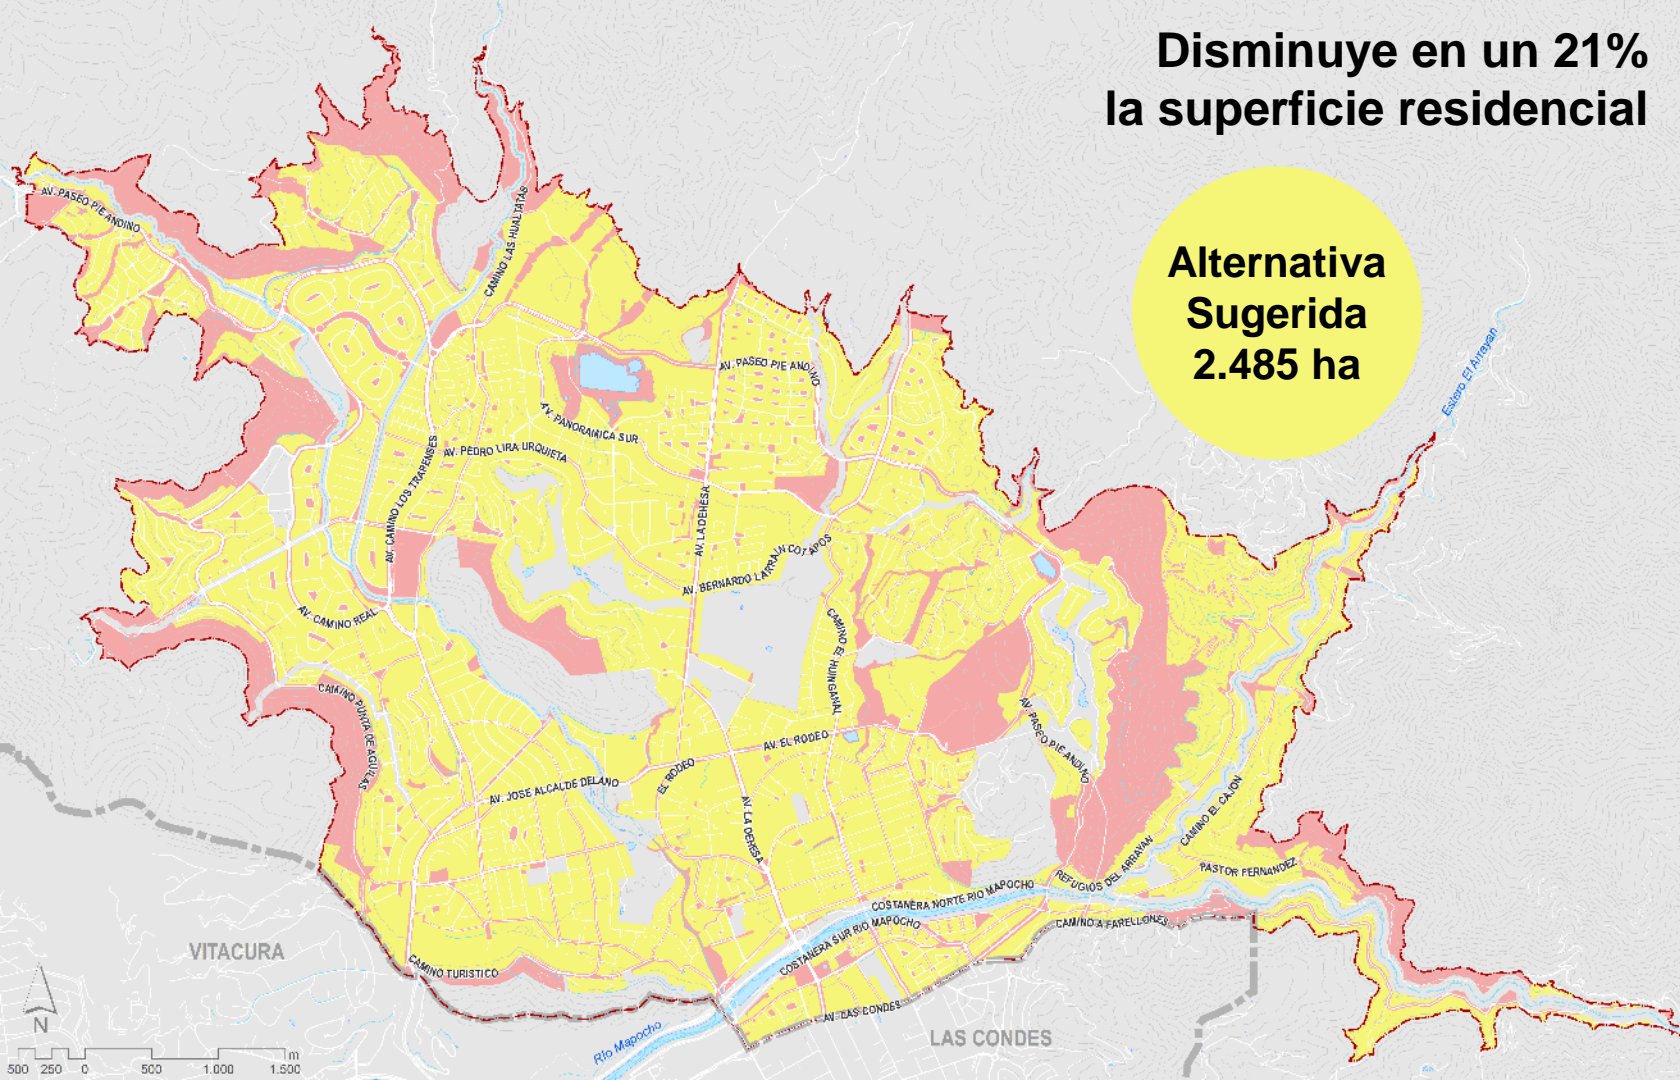 Disminuye en un 21%
la superficie residencial
Alternativa
Sugerida
2.485 ha
AV. PASEO PIE ANDINO
CAMINO LAS HUALTATAS
Estero El Arrayan
AV. PASEO PIE ANDINO
AV. PANORAMICA SUR
AV. PEDRO LIRA URQUIETA
AV. CAMINO LOS TRAPENSES
AV. LA DEHESA
AV. BERNARDO LARRAIN COTAPOS
AV. CAMINO REAL
CAMINO EL HUINGANAL
CAMINO PUNTA DE AGUILAS
AV. PASEO PIE ANDINO
AV. EL RODEO
EL RODEO
AV. JOSE ALCALDE DELANO
AV. LA DEHESA
CAMINO EL CAJON
REFUGIOS DEL ARRAYAN
PASTOR FERNANDEZ
COSTANERA NORTE RIO MAPOCHO
COSTANERA SUR RIO MAPOCHO
CAMINO A FARELLONES
VITACURA
CAMINO TURISTICO
AV. LAS CONDES
LAS CONDES
Río Mapocho
N
m
500 250 0 500 1.000 1.500